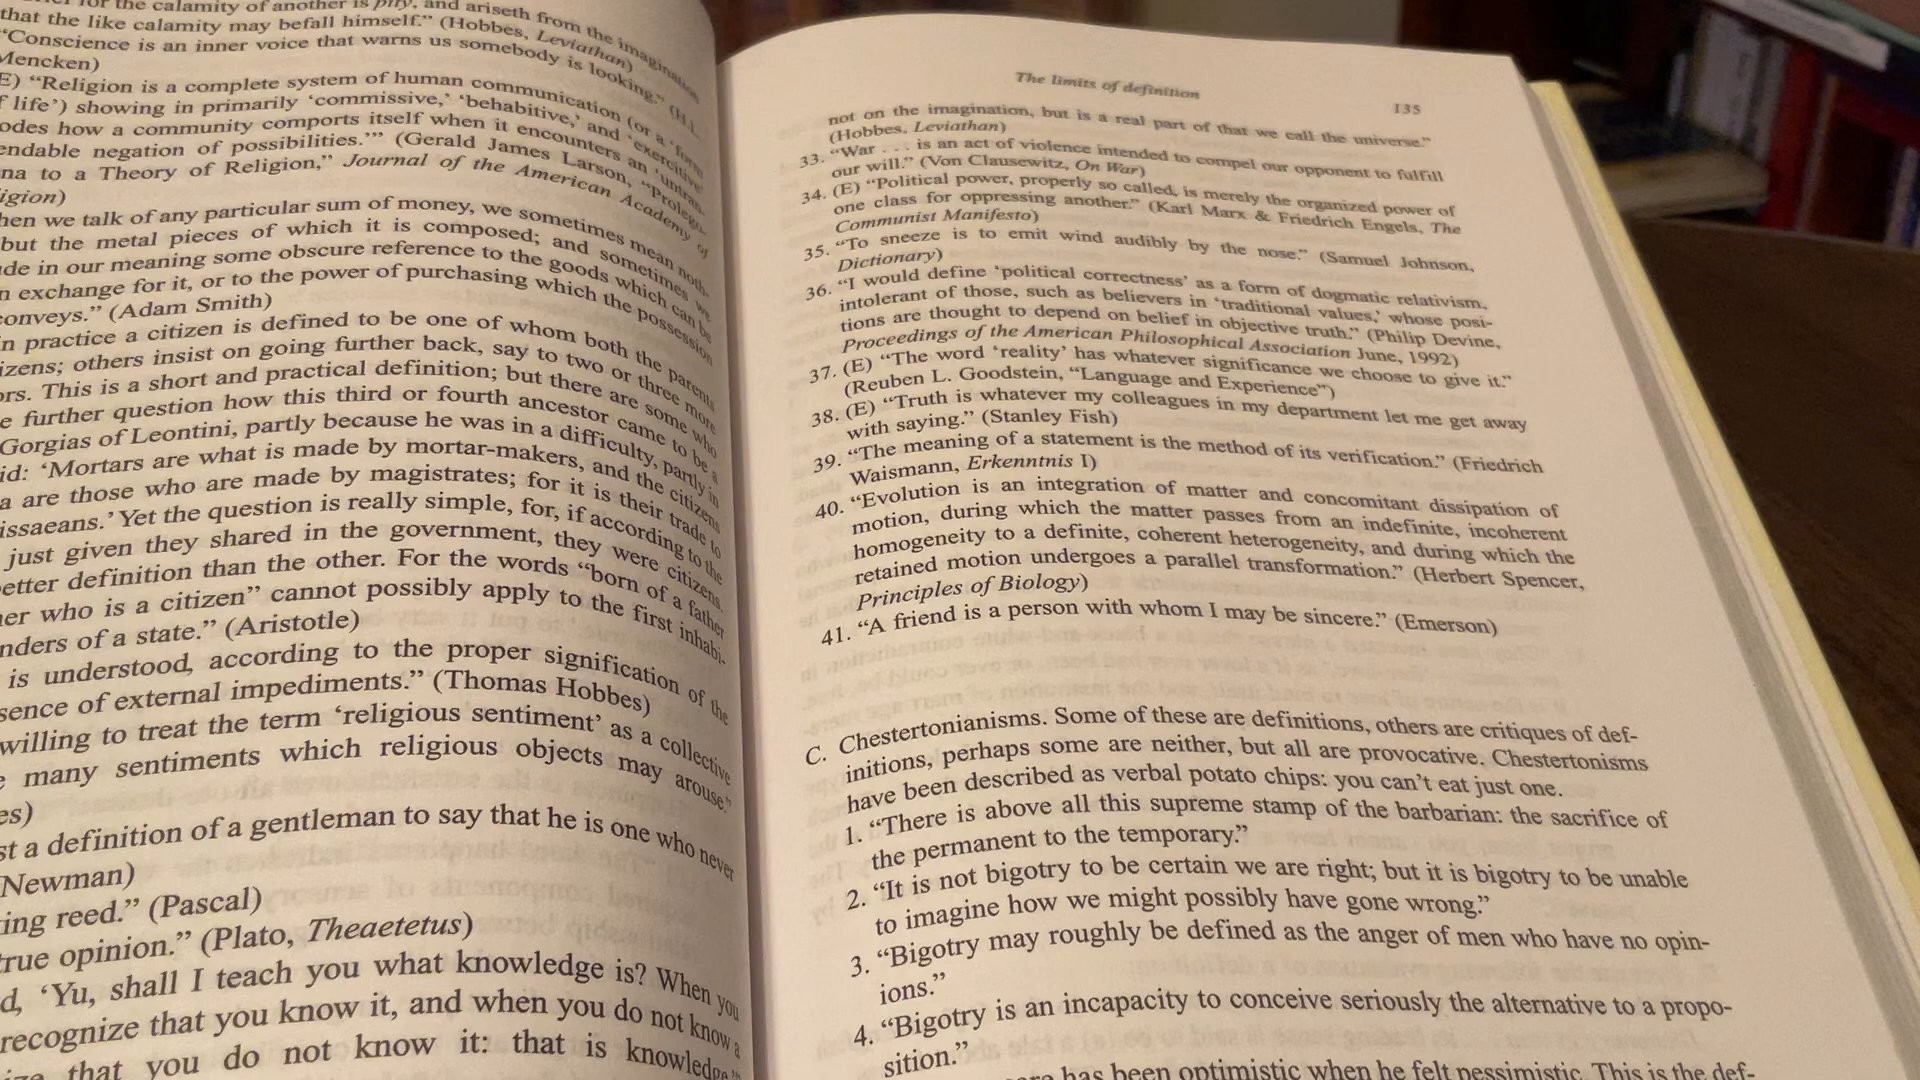 for the calamity of another is pity, and ariseth from the imagination
that the like calamity may befall himself.” (Hobbes, Leviathan)
“Conscience is an inner voice that warns us somebody is looking.” (H.L.
Mencken)
E) “Religion is a complete system of human communication (or a ‘form
f life’) showing in primarily ‘commissive,’ ‘behabitive,’ and ‘exercitive’
odes how a community comports itself when it encounters an ‘untran-
endable negation of possibilities.’” (Gerald James Larson, “Prolego-
na to a Theory of Religion,” Journal of the American Academy of
igion)
hen we talk of any particular sum of money, we sometimes mean noth-
but the metal pieces of which it is composed; and sometimes we
de in our meaning some obscure reference to the goods which can be
n exchange for it, or to the power of purchasing which the possession
conveys.” (Adam Smith)
n practice a citizen is defined to be one of whom both the parents
izens; others insist on going further back, say to two or three more
ors. This is a short and practical definition; but there are some who
e further question how this third or fourth ancestor came to be a
Gorgias of Leontini, partly because he was in a difficulty, partly in
id: ‘Mortars are what is made by mortar-makers, and the citizens
a are those who are made by magistrates; for it is their trade to
issaeans.’ Yet the question is really simple, for, if according to the
just given they shared in the government, they were citizens.
etter definition than the other. For the words “born of a father
her who is a citizen” cannot possibly apply to the first inhabi-
nders of a state.” (Aristotle)
is understood, according to the proper signification of the
sence of external impediments.” (Thomas Hobbes)
willing to treat the term ‘religious sentiment’ as a collective
e many sentiments which religious objects may arouse”
es)
st a definition of a gentleman to say that he is one who never
Newman)
ing reed.” (Pascal)
rue opinion.” (Plato, Theaetetus)
d, ‘Yu, shall I teach you what knowledge is? When you
recognize that you know it, and when you do not know a
that you do not know it: that is knowledge’”
The limits of definition 135
not on the imagination, but is a real part of that we call the universe.”
(Hobbes, Leviathan)
33. “War . . . is an act of violence intended to compel our opponent to fulfill
our will.” (Von Clausewitz, On War)
34. (E) “Political power, properly so called, is merely the organized power of
one class for oppressing another.” (Karl Marx & Friedrich Engels, The
Communist Manifesto)
35. “To sneeze is to emit wind audibly by the nose.” (Samuel Johnson,
Dictionary)
36. “I would define ‘political correctness’ as a form of dogmatic relativism,
intolerant of those, such as believers in ‘traditional values,’ whose posi-
tions are thought to depend on belief in objective truth.” (Philip Devine,
Proceedings of the American Philosophical Association June, 1992)
37. (E) “The word ‘reality’ has whatever significance we choose to give it.”
(Reuben L. Goodstein, “Language and Experience”)
38. (E) “Truth is whatever my colleagues in my department let me get away
with saying.” (Stanley Fish)
39. “The meaning of a statement is the method of its verification.” (Friedrich
Waismann, Erkenntnis I)
40. “Evolution is an integration of matter and concomitant dissipation of
motion, during which the matter passes from an indefinite, incoherent
homogeneity to a definite, coherent heterogeneity, and during which the
retained motion undergoes a parallel transformation.” (Herbert Spencer,
Principles of Biology)
41. “A friend is a person with whom I may be sincere.” (Emerson)
C. Chestertonianisms. Some of these are definitions, others are critiques of def-
initions, perhaps some are neither, but all are provocative. Chestertonisms
have been described as verbal potato chips: you can’t eat just one.
1. “There is above all this supreme stamp of the barbarian: the sacrifice of
the permanent to the temporary.”
2. “It is not bigotry to be certain we are right; but it is bigotry to be unable
to imagine how we might possibly have gone wrong.”
3. “Bigotry may roughly be defined as the anger of men who have no opin-
ions.”
4. “Bigotry is an incapacity to conceive seriously the alternative to a propo-
sition.”
has been optimistic when he felt pessimistic. This is the def-